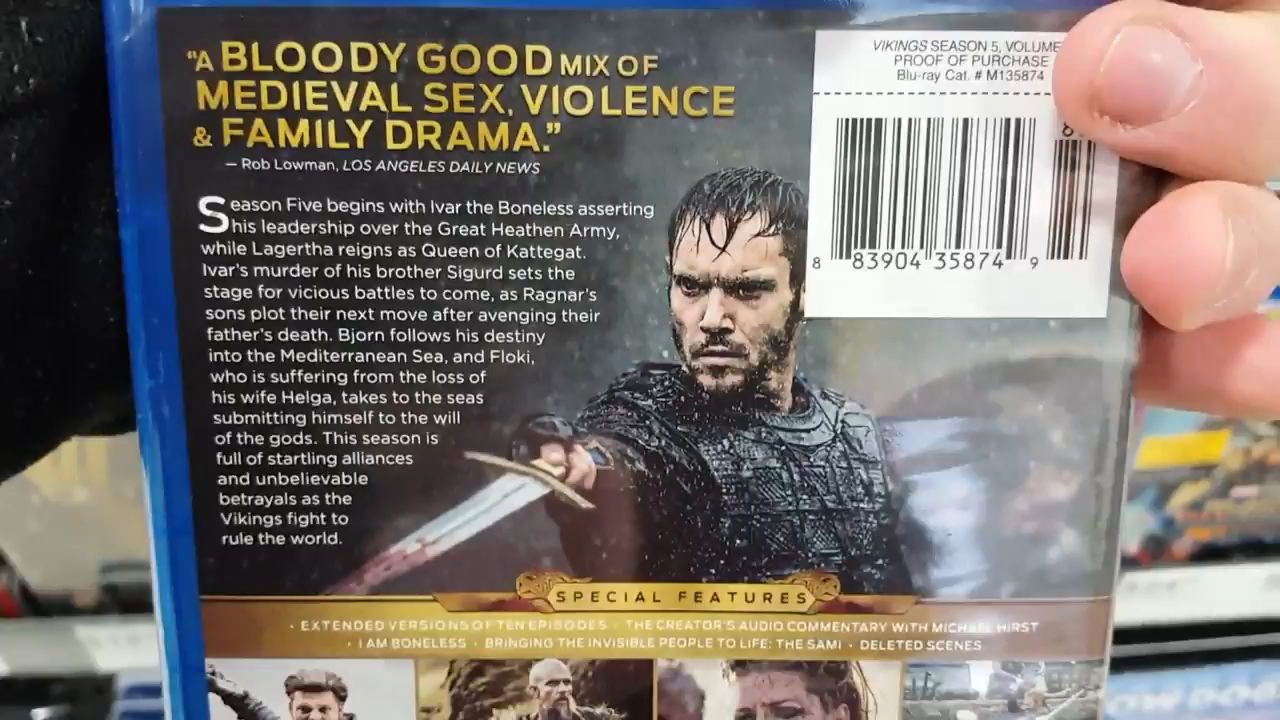 “A BLOODY GOOD MIX OF
MEDIEVAL SEX, VIOLENCE
& FAMILY DRAMA.”
— Rob Lowman, LOS ANGELES DAILY NEWS
Season Five begins with Ivar the Boneless asserting
his leadership over the Great Heathen Army,
while Lagertha reigns as Queen of Kattegat.
Ivar’s murder of his brother Sigurd sets the
stage for vicious battles to come, as Ragnar’s
sons plot their next move after avenging their
father’s death. Bjorn follows his destiny
into the Mediterranean Sea, and Floki,
who is suffering from the loss of
his wife Helga, takes to the seas
submitting himself to the will
of the gods. This season is
full of startling alliances
and unbelievable
betrayals as the
Vikings fight to
rule the world.
VIKINGS SEASON 5, VOLUME
PROOF OF PURCHASE
Blu-ray Cat. # M135874
8 83904 35874 9
SPECIAL FEATURES
• EXTENDED VERSIONS OF TEN EPISODES • THE CREATOR’S AUDIO COMMENTARY WITH MICHAEL HIRST
• I AM BONELESS • BRINGING THE INVISIBLE PEOPLE TO LIFE: THE SAMI • DELETED SCENES